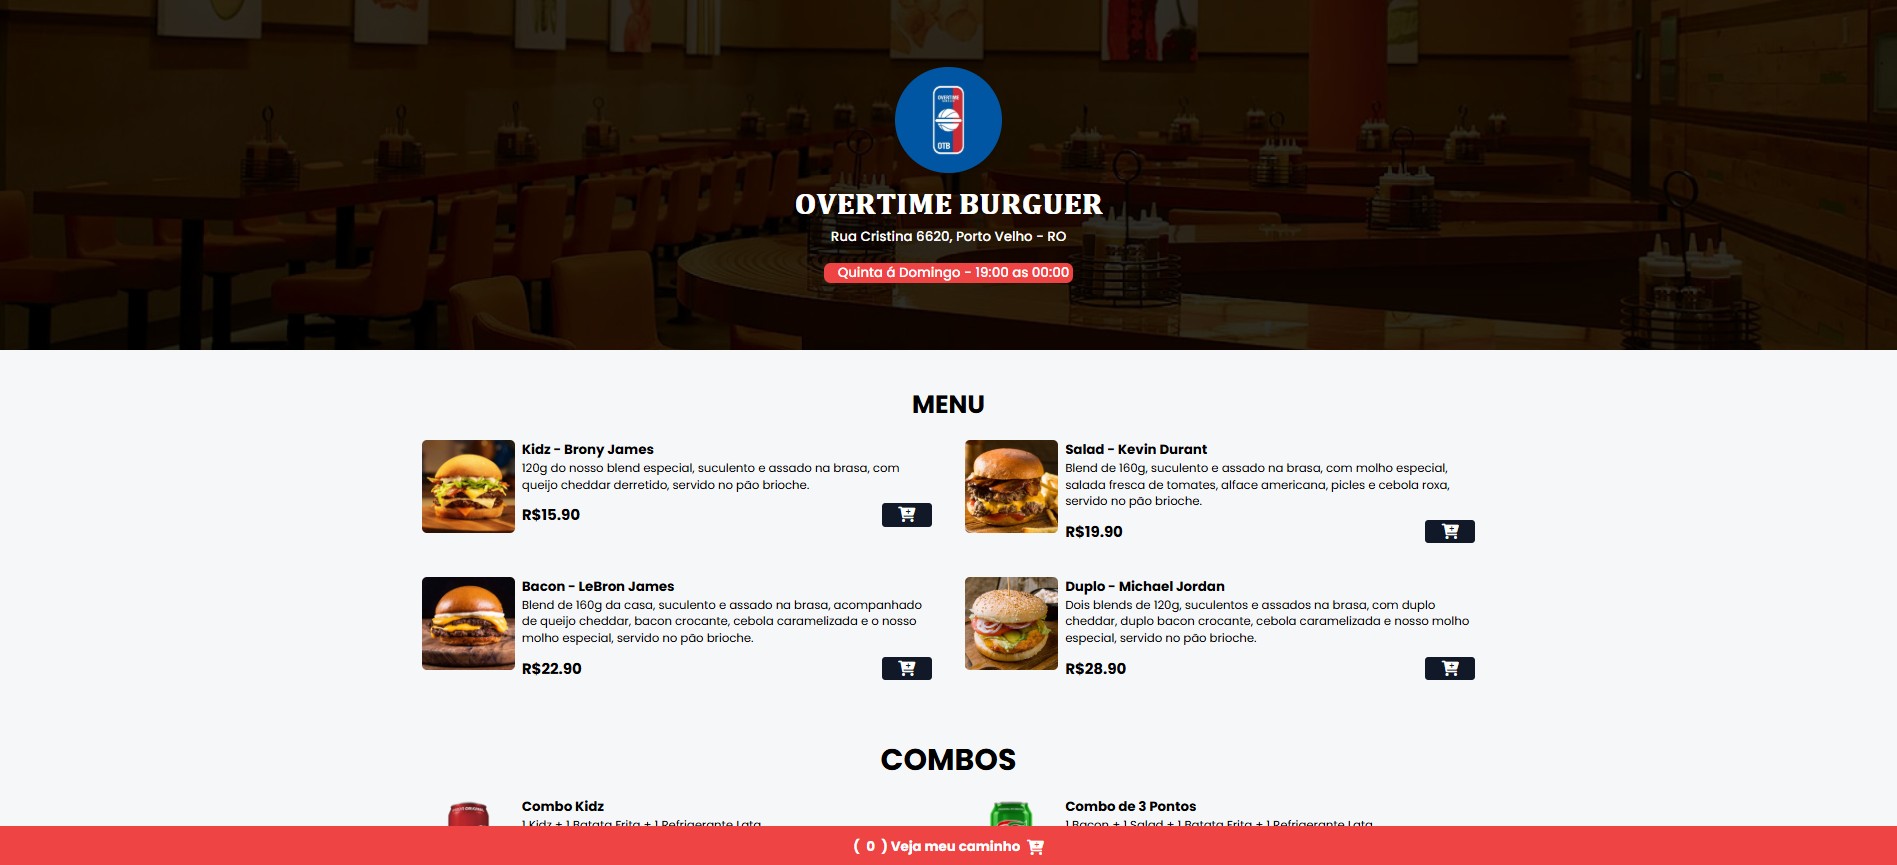 OVERTIME
OTB
OVERTIME BURGUER
Rua Cristina 6620, Porto Velho - RO
Quinta á Domingo - 19:00 as 00:00
MENU
Kidz - Brony James
120g do nosso blend especial, suculento e assado na brasa, com
queijo cheddar derretido, servido no pão brioche.
R$15.90
Salad - Kevin Durant
Blend de 160g, suculento e assado na brasa, com molho especial,
salada fresca de tomates, alface americana, picles e cebola roxa,
servido no pão brioche.
R$19.90
Bacon - LeBron James
Blend de 160g da casa, suculento e assado na brasa, acompanhado
de queijo cheddar, bacon crocante, cebola caramelizada e o nosso
molho especial, servido no pão brioche.
R$22.90
Duplo - Michael Jordan
Dois blends de 120g, suculentos e assados na brasa, com duplo
cheddar, duplo bacon crocante, cebola caramelizada e nosso molho
especial, servido no pão brioche.
R$28.90
COMBOS
Combo Kidz
1 Kidz + 1 Batata Frita + 1 Refrigerante Lata
Combo de 3 Pontos
1 Bacon + 1 Salad + 1 Batata Frita + 1 Refrigerante Lata
( 0 ) Veja meu caminho